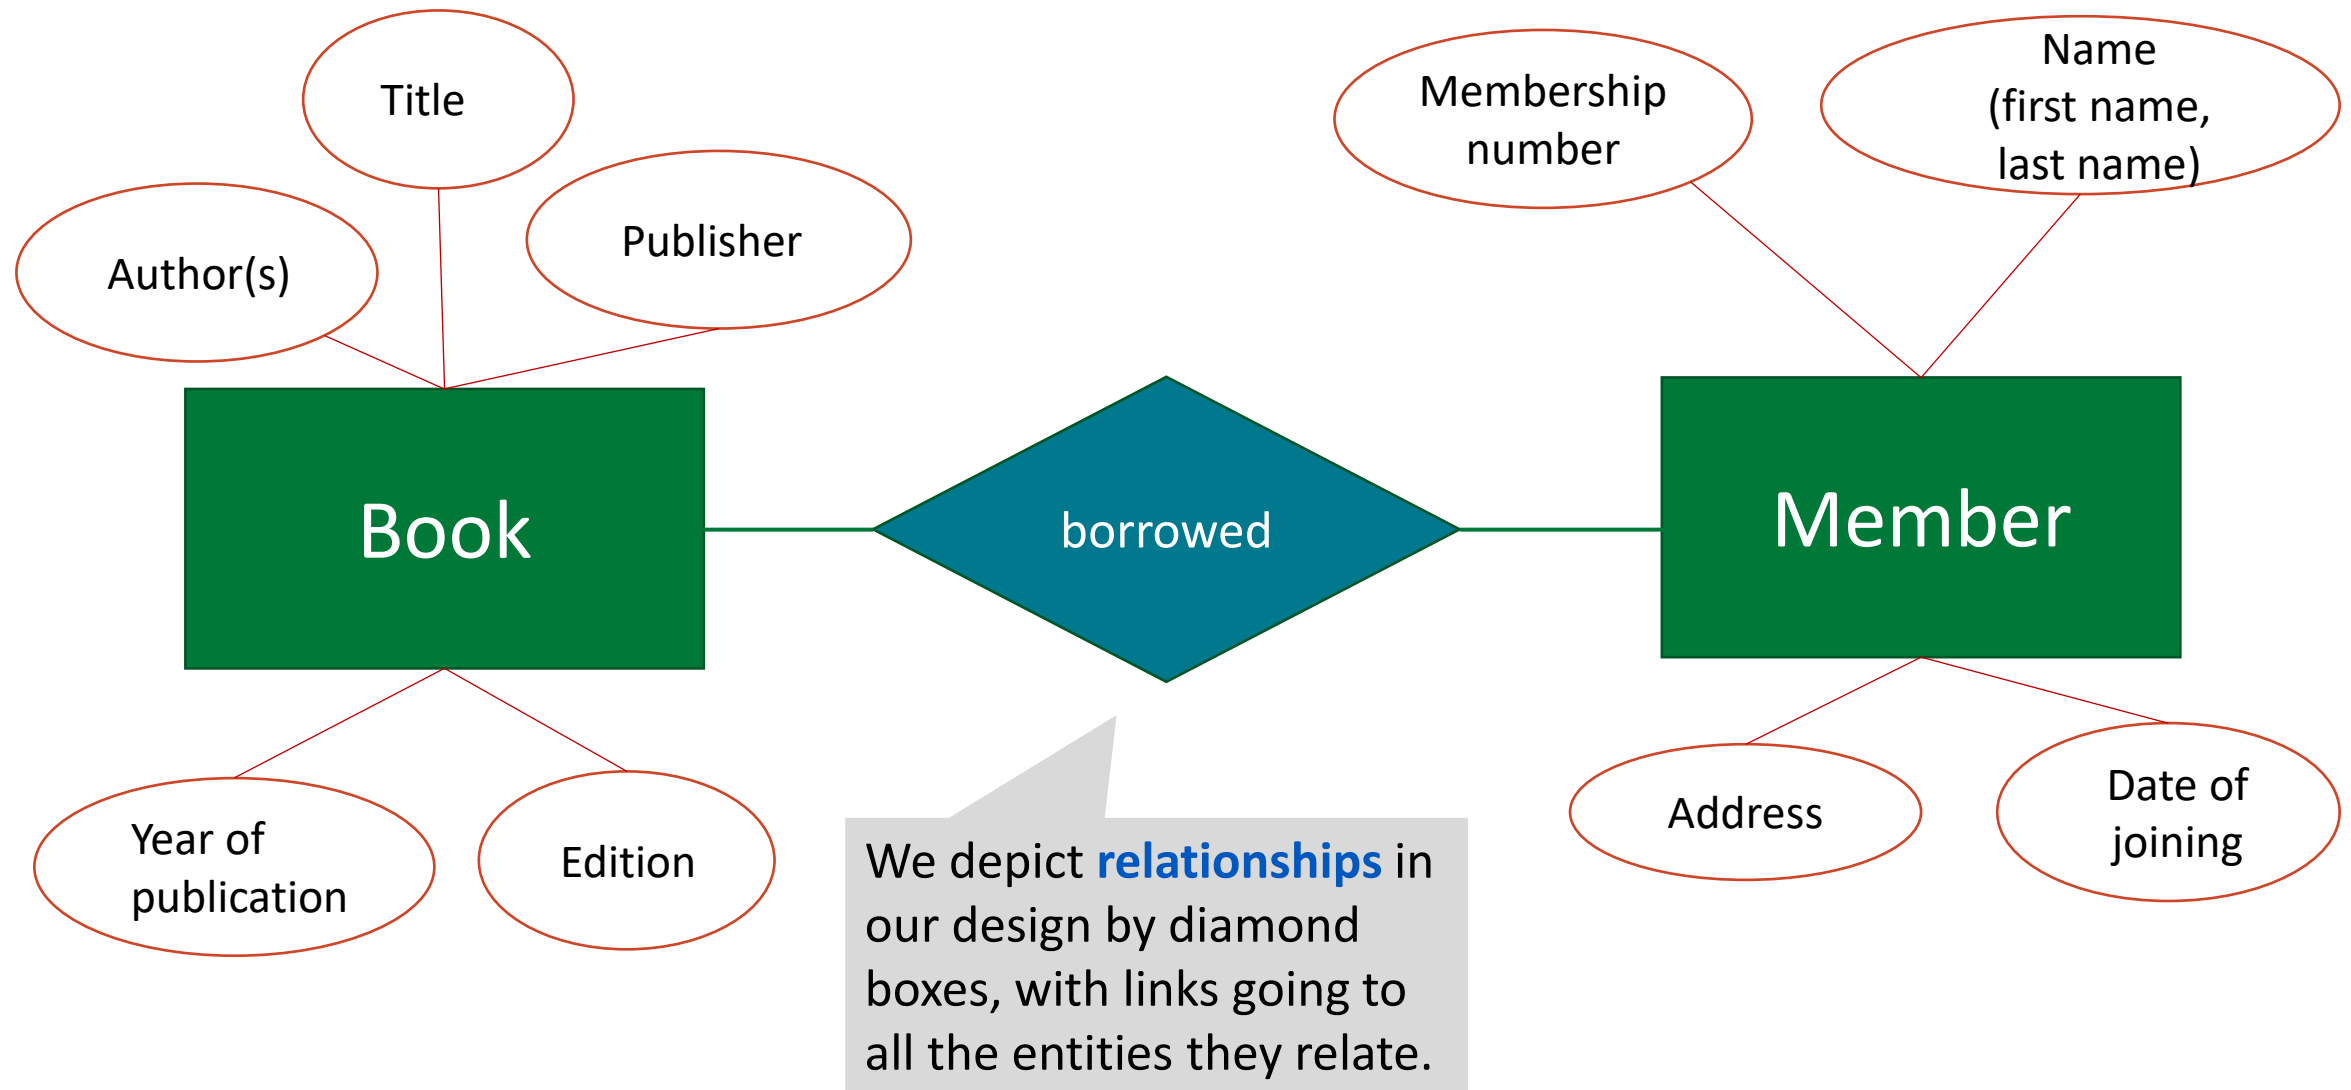 Title
Author(s)
Publisher
Membership
number
Name
(first name,
last name)
Book
borrowed
Member
Year of
publication
Edition
We depict relationships in
our design by diamond
boxes, with links going to
all the entities they relate.
Address
Date of
joining